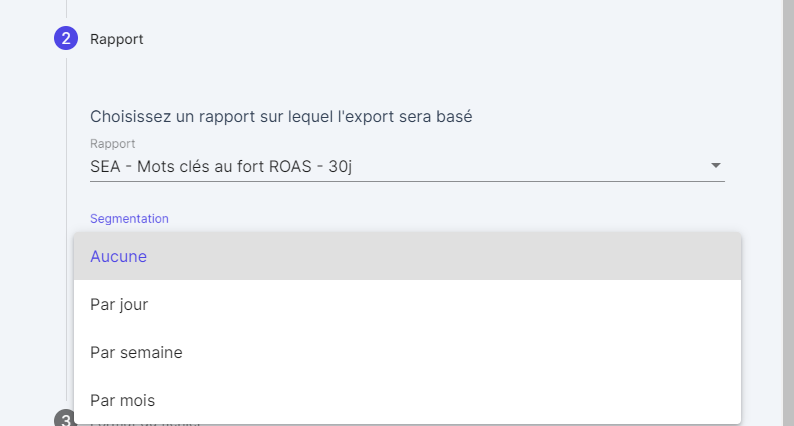 2 Rapport
Choisissez un rapport sur lequel l'export sera basé
Rapport
SEA - Mots clés au fort ROAS - 30j
Segmentation
Aucune
Par jour
Par semaine
Par mois
3